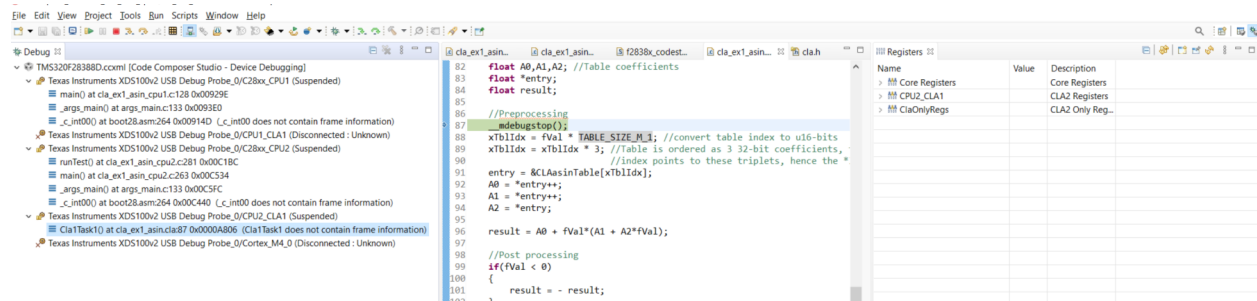 File Edit View Project Tools Run Scripts Window Help
Debug
TMS320F28388D.ccxml [Code Composer Studio - Device Debugging]
Texas Instruments XDS100v2 USB Debug Probe_0/C28xx_CPU1 (Suspended)
main() at cla_ex1_asin_cpu1.c:128 0x00929E
_args_main() at args_main.c:133 0x0093E0
_c_int00() at boot28.asm:264 0x00914D (_c_int00 does not contain frame information)
Texas Instruments XDS100v2 USB Debug Probe_0/CPU1_CLA1 (Disconnected : Unknown)
Texas Instruments XDS100v2 USB Debug Probe_0/C28xx_CPU2 (Suspended)
runTest() at cla_ex1_asin_cpu2.c:281 0x00C1BC
main() at cla_ex1_asin_cpu2.c:263 0x00C534
_args_main() at args_main.c:133 0x00C5FC
_c_int00() at boot28.asm:264 0x00C440 (_c_int00 does not contain frame information)
Texas Instruments XDS100v2 USB Debug Probe_0/CPU2_CLA1 (Suspended)
Cla1Task1() at cla_ex1_asin.cla:87 0x0000A806 (Cla1Task1 does not contain frame information)
Texas Instruments XDS100v2 USB Debug Probe_0/Cortex_M4_0 (Disconnected : Unknown)
cla_ex1_asin... cla_ex1_asin... f2838x_codest... cla_ex1_asin... cla.h
82 float A0,A1,A2; //Table coefficients
83 float *entry;
84 float result;
85
86 //Preprocessing
87 __mdebugstop();
88 xTblIdx = fVal * TABLE_SIZE_M_1; //convert table index to u16-bits
89 xTblIdx = xTblIdx * 3; //Table is ordered as 3 32-bit coefficients,
90 //index points to these triplets, hence the *
91 entry = &CLAasinTable[xTblIdx];
92 A0 = *entry++;
93 A1 = *entry++;
94 A2 = *entry;
95
96 result = A0 + fVal*(A1 + A2*fVal);
97
98 //Post processing
99 if(fVal < 0)
100 {
101 result = - result;
Registers
Name Value Description
Core Registers Core Registers
CPU2_CLA1 CLA2 Registers
ClaOnlyRegs CLA2 Only Reg...